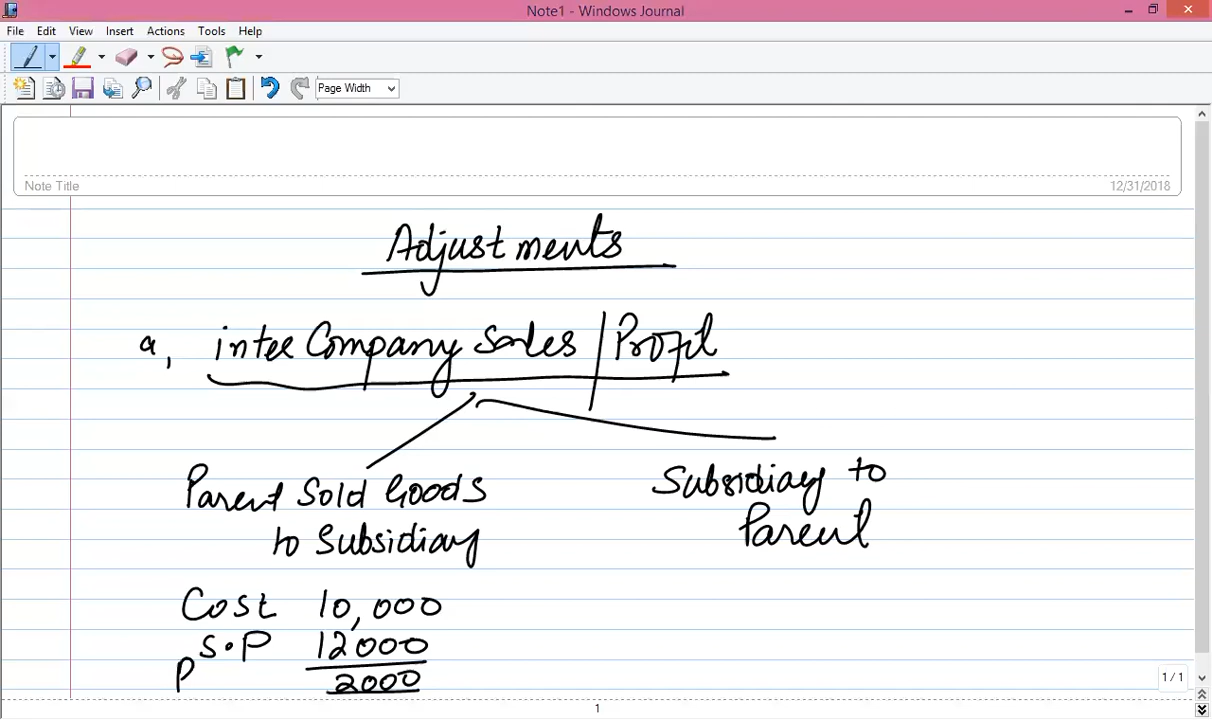 Note1 - Windows Journal
File Edit View Insert Actions Tools Help
Page Width
Note Title
12/31/2018
Adjustments
a, inter Company Sales | Profit
Parent Sold Goods
to Subsidiary
Subsidiary to
Parent
Cost 10,000
S.P 12000
P 2000
1 / 1
1